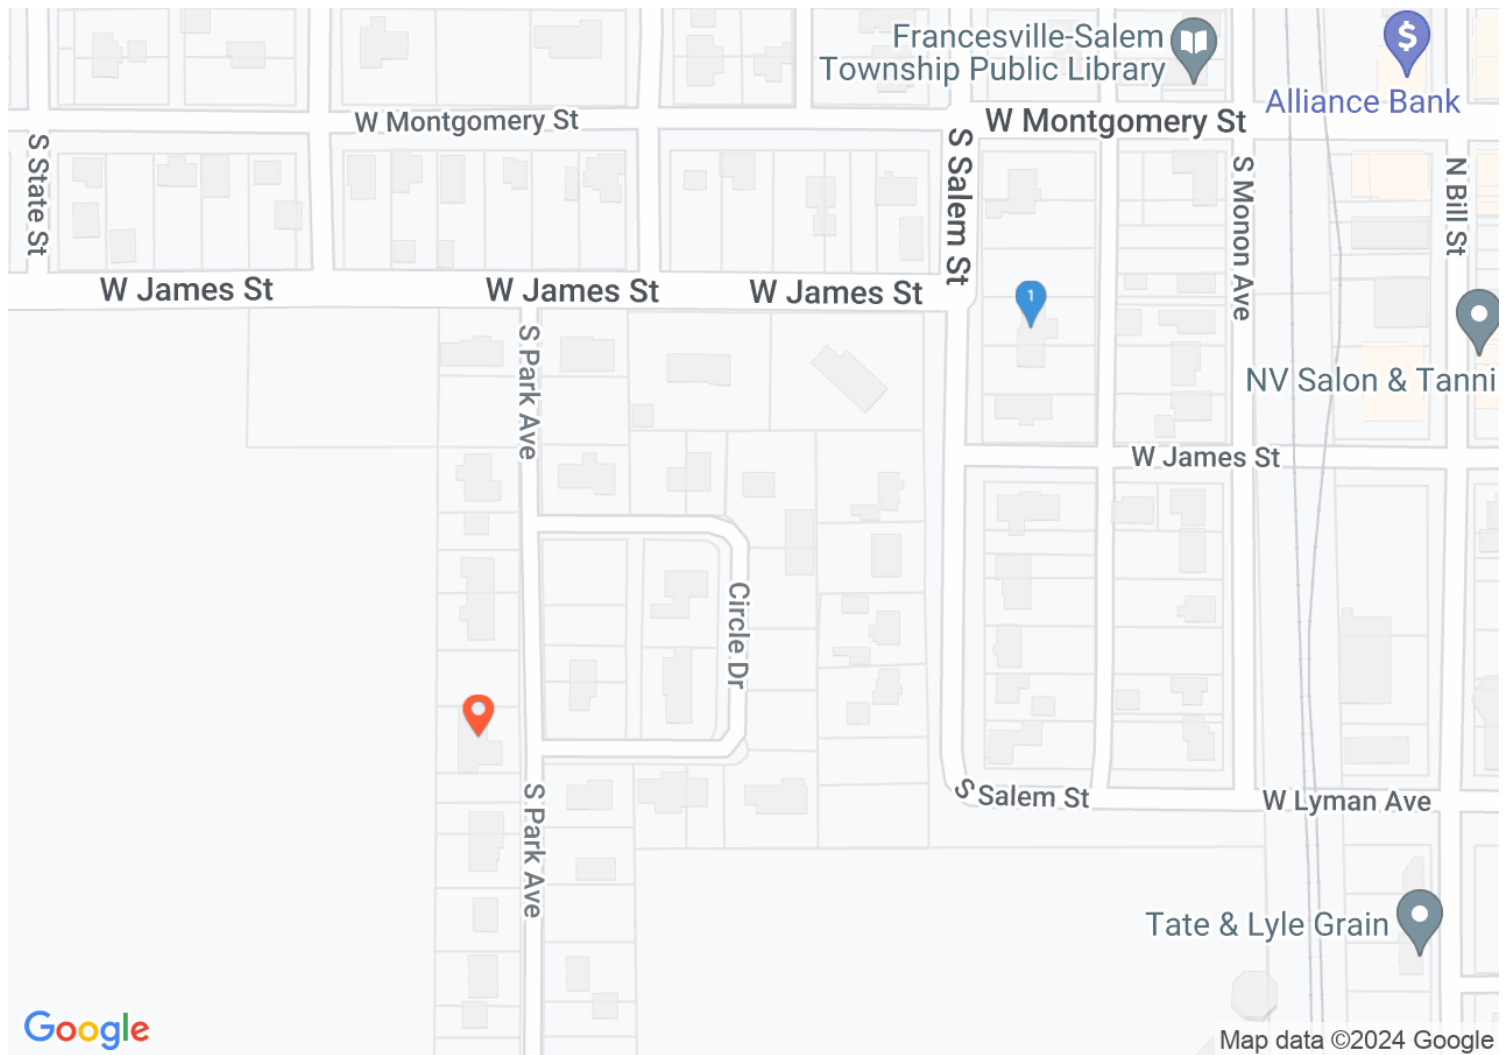 Francesville-Salem
Township Public Library
Alliance Bank
W Montgomery St
W Montgomery St
S State St
S Salem St
S Monon Ave
N Bill St
W James St
W James St
W James St
1
S Park Ave
NV Salon & Tanni
W James St
Circle Dr
S Park Ave
S Salem St
W Lyman Ave
Tate & Lyle Grain
Google
Map data ©2024 Google